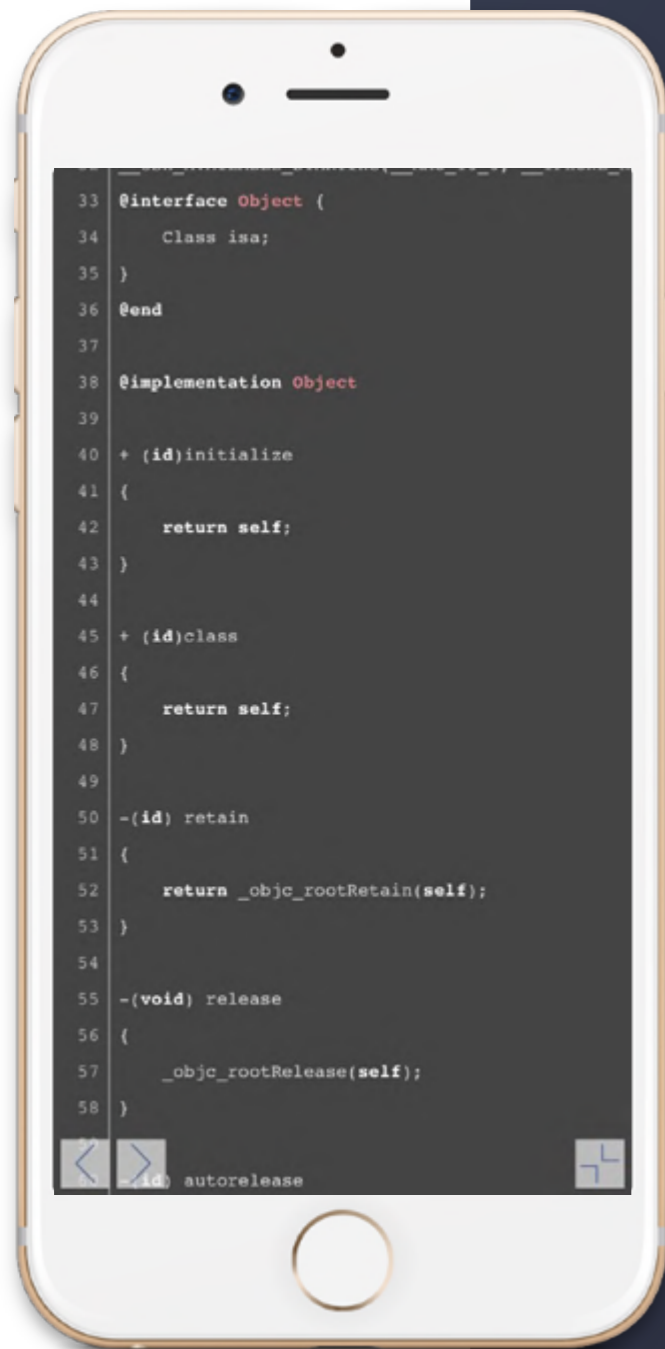 33 @interface Object {
34 Class isa;
35 }
36 @end
37
38 @implementation Object
39
40 + (id)initialize
41 {
42 return self;
43 }
44
45 + (id)class
46 {
47 return self;
48 }
49
50 -(id) retain
51 {
52 return _objc_rootRetain(self);
53 }
54
55 -(void) release
56 {
57 _objc_rootRelease(self);
58 }
-(id) autorelease